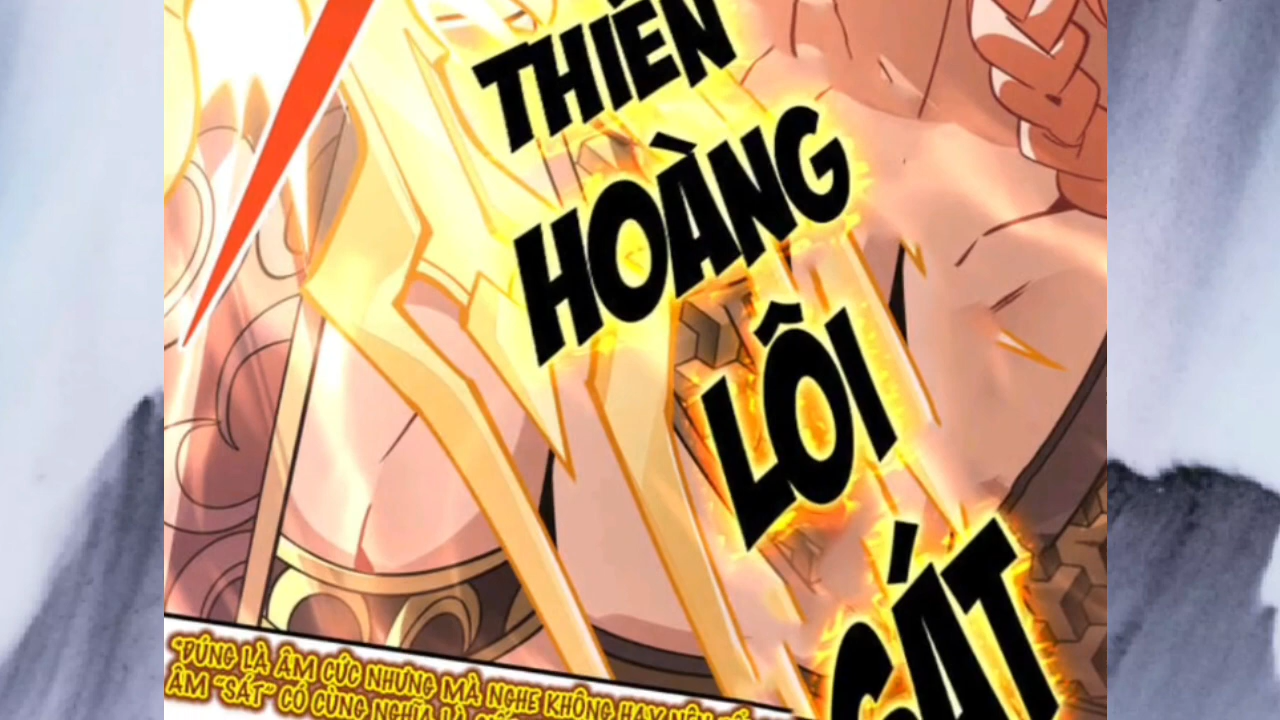 THIÊN
HOÀNG
LÔI
SÁT
"ĐÚNG LÀ ÂM CỨC NHƯNG MÀ NGHE KHÔNG HAY NÊN
ÂM "SÁT" CÓ CÙNG NGHĨA LÀ